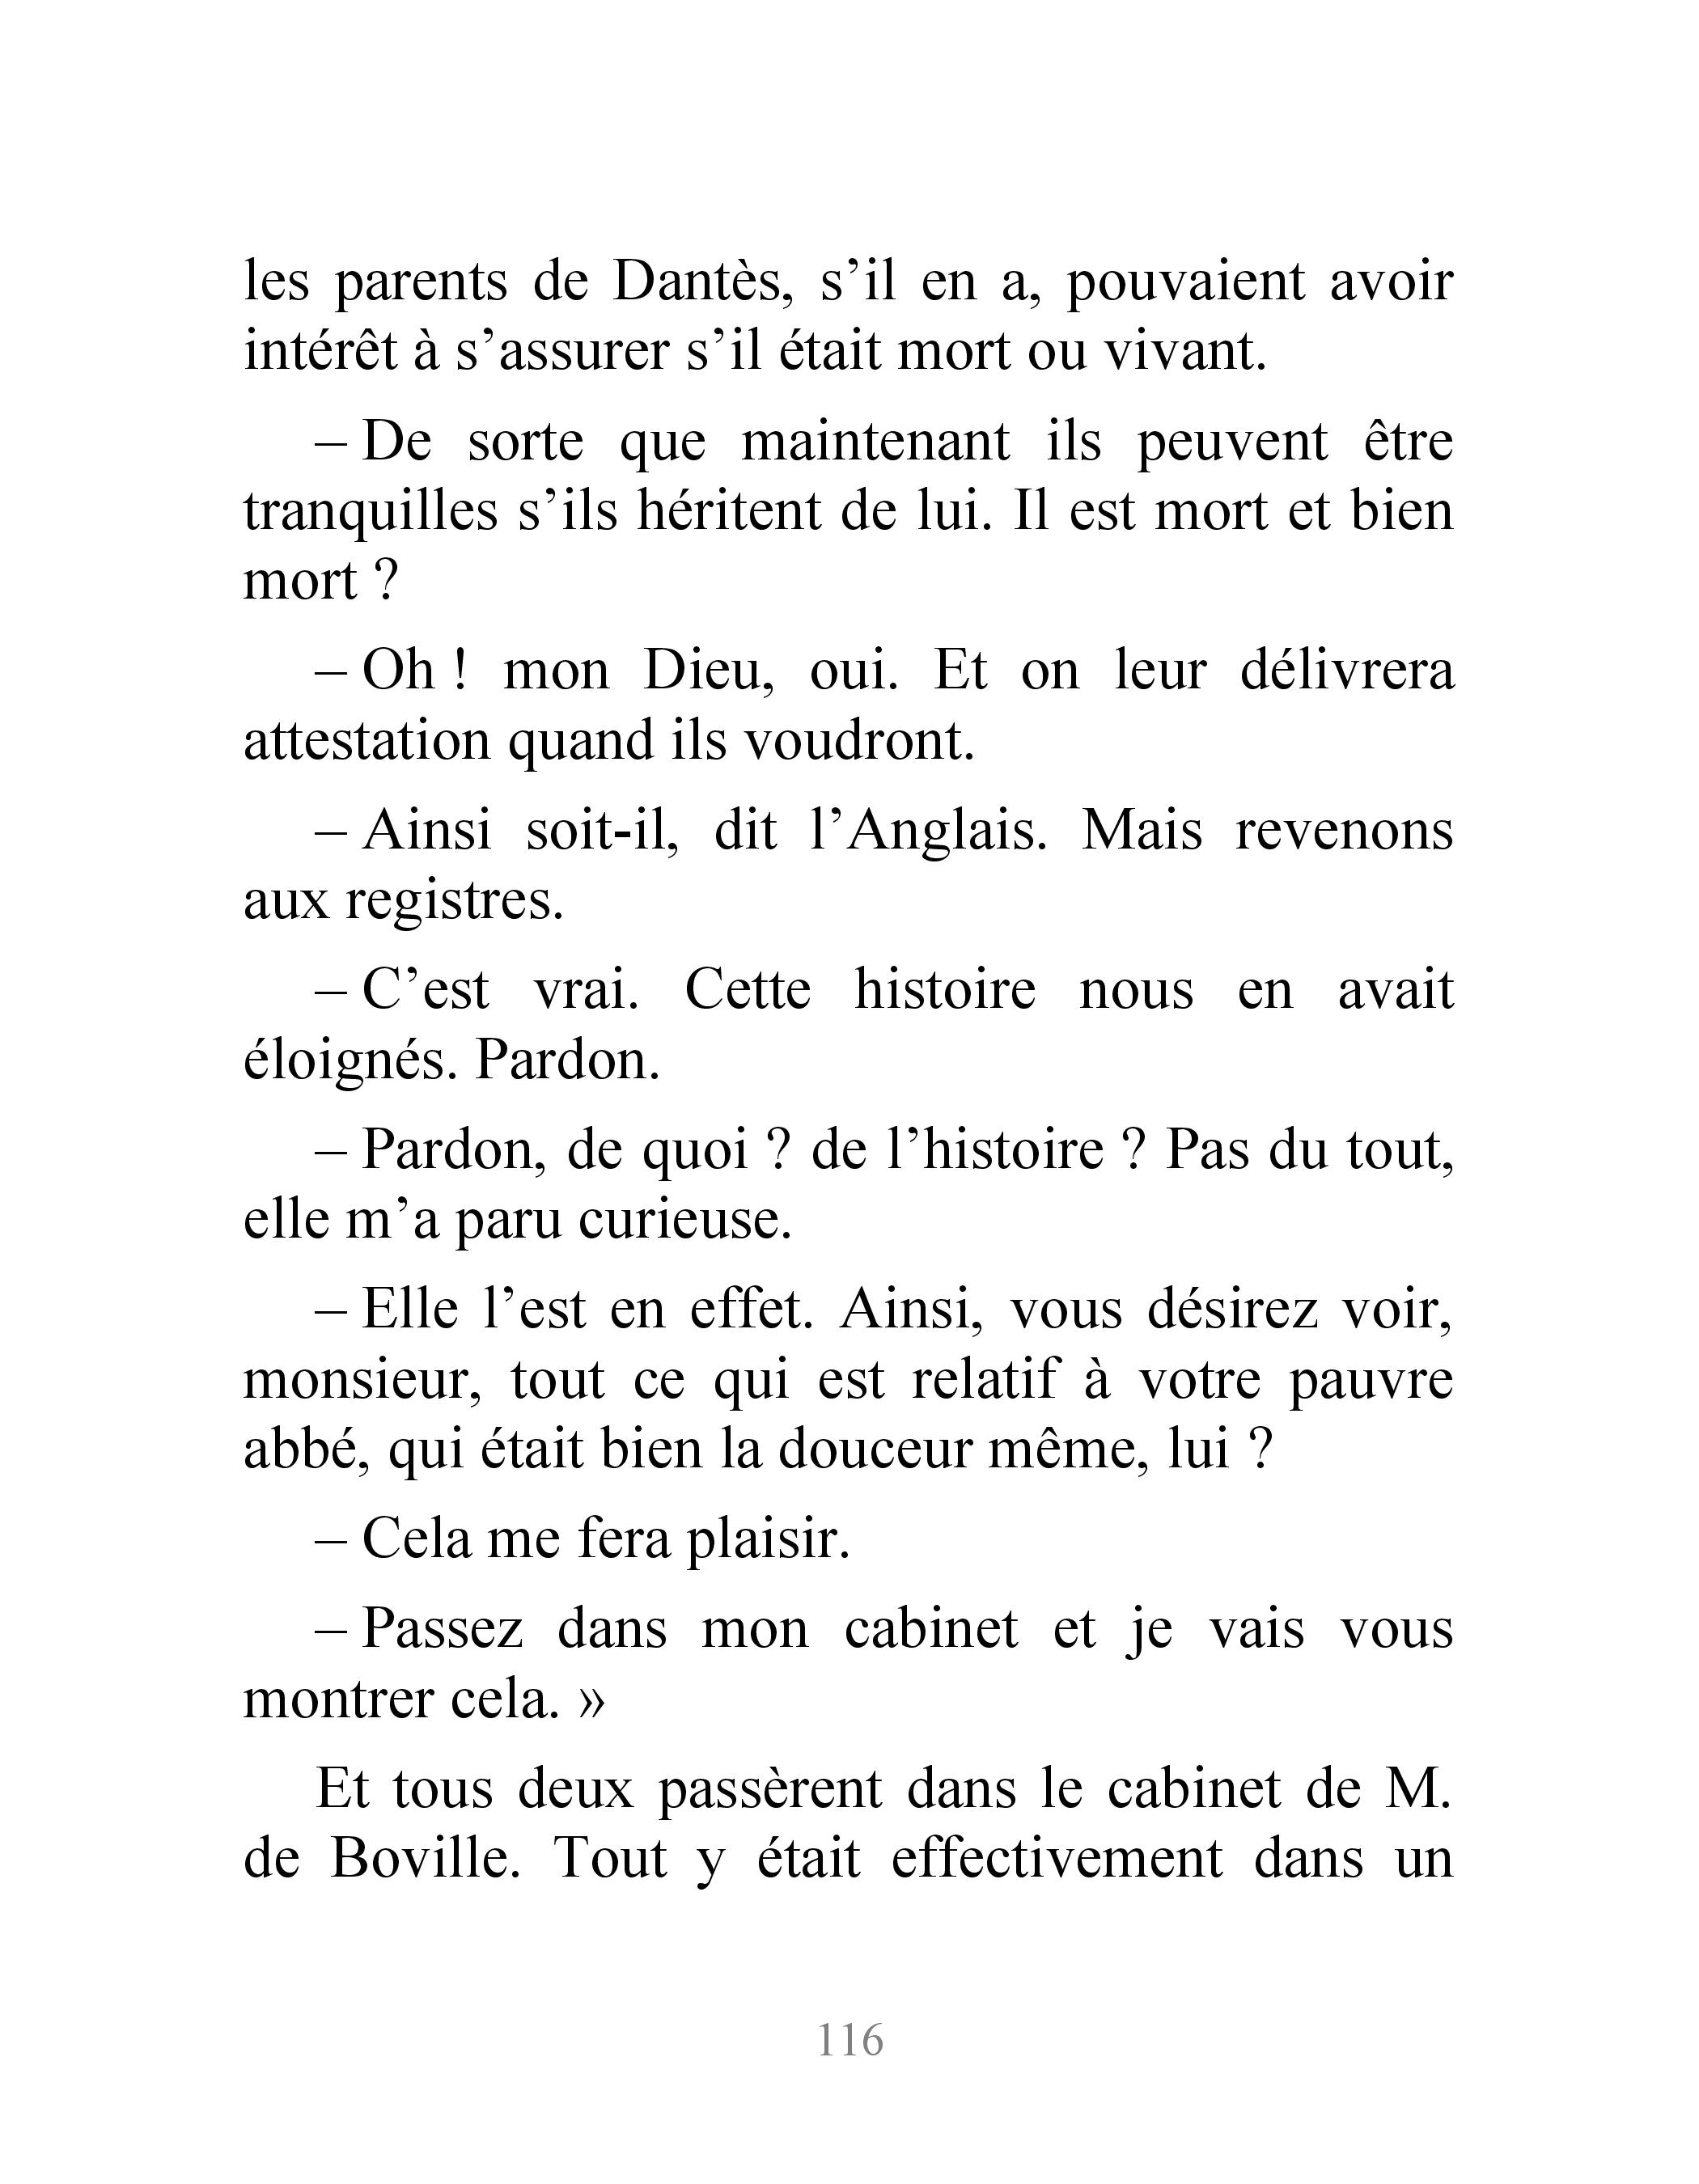 les parents de Dantès, s’il en a, pouvaient avoir
intérêt à s’assurer s’il était mort ou vivant.
– De sorte que maintenant ils peuvent être
tranquilles s’ils héritent de lui. Il est mort et bien
mort ?
– Oh ! mon Dieu, oui. Et on leur délivrera
attestation quand ils voudront.
– Ainsi soit-il, dit l’Anglais. Mais revenons
aux registres.
– C’est vrai. Cette histoire nous en avait
éloignés. Pardon.
– Pardon, de quoi ? de l’histoire ? Pas du tout,
elle m’a paru curieuse.
– Elle l’est en effet. Ainsi, vous désirez voir,
monsieur, tout ce qui est relatif à votre pauvre
abbé, qui était bien la douceur même, lui ?
– Cela me fera plaisir.
– Passez dans mon cabinet et je vais vous
montrer cela. »
Et tous deux passèrent dans le cabinet de M.
de Boville. Tout y était effectivement dans un
116